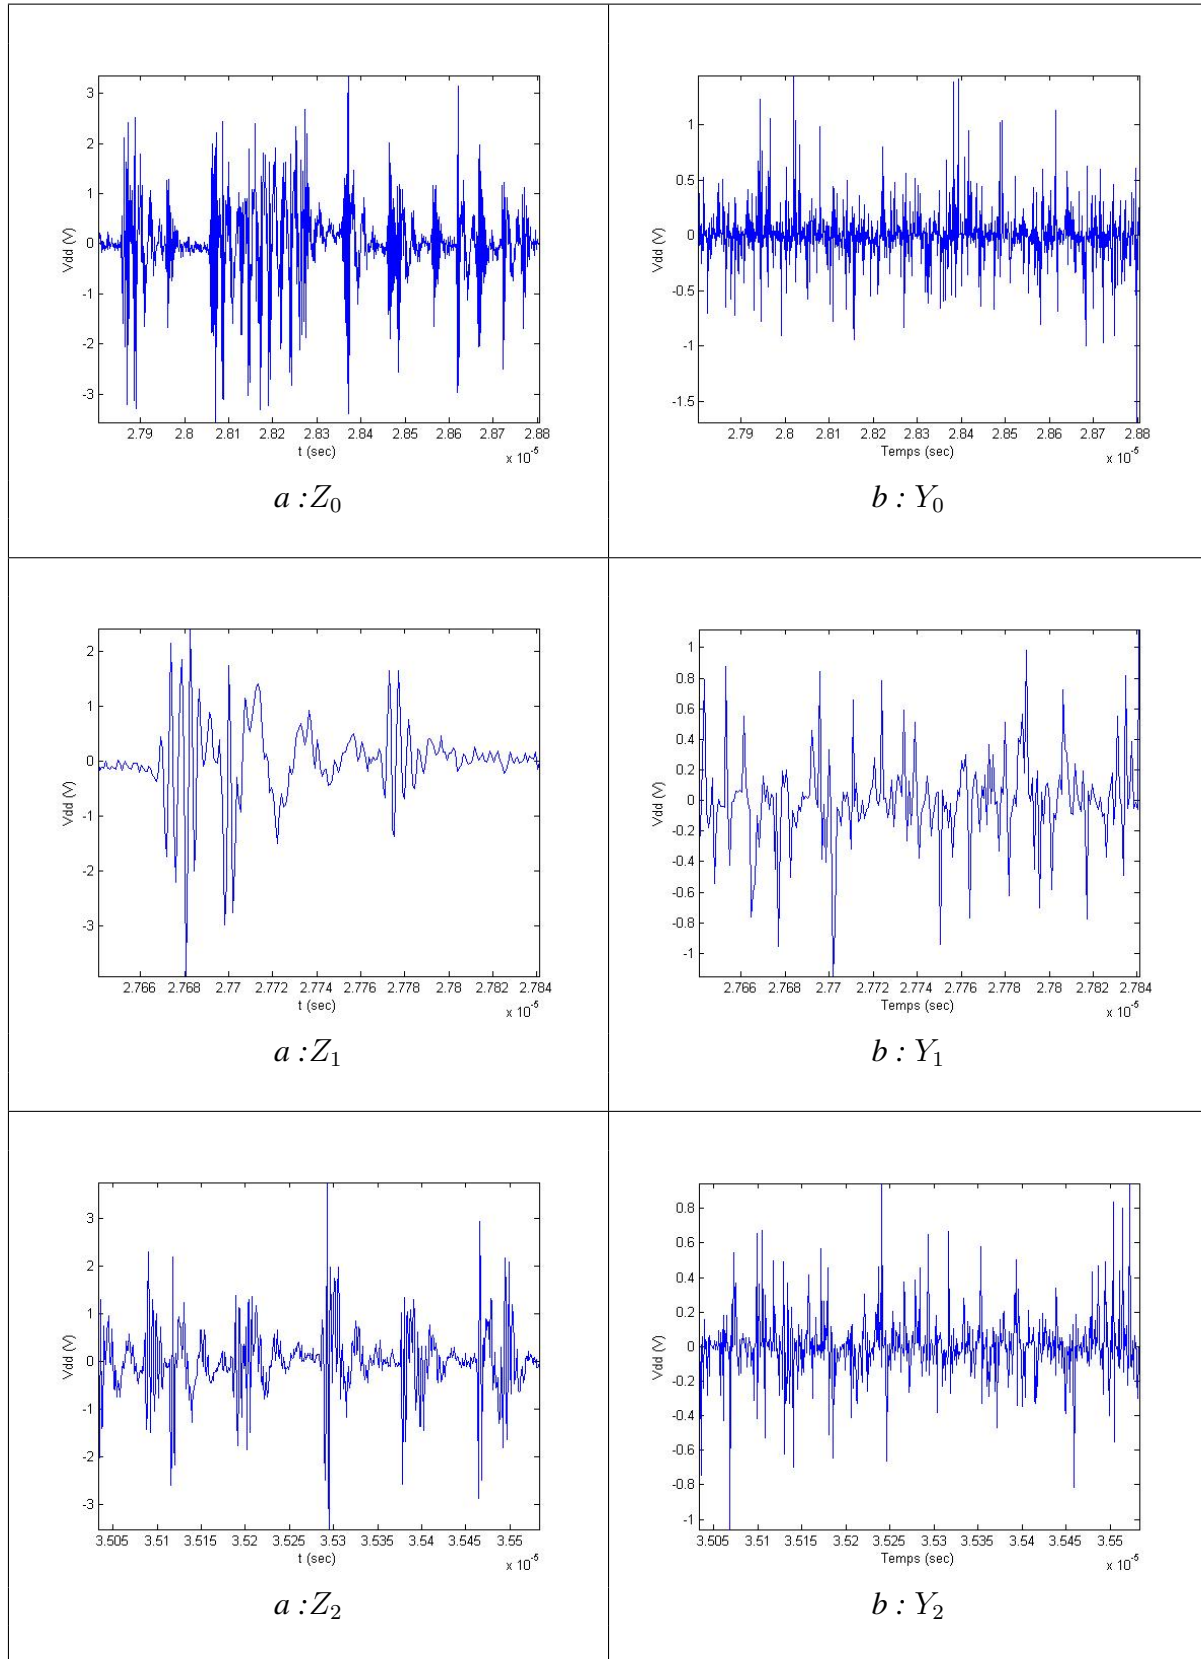 3
2
1
0
-1
-2
-3
Vdd (V)
2.79 2.8 2.81 2.82 2.83 2.84 2.85 2.86 2.87 2.88
t (sec)
x 10^-5
a : Z_0
1
0.5
0
-0.5
-1
-1.5
Vdd (V)
2.79 2.8 2.81 2.82 2.83 2.84 2.85 2.86 2.87 2.88
Temps (sec)
x 10^-5
b : Y_0
2
1
0
-1
-2
-3
Vdd (V)
2.766 2.768 2.77 2.772 2.774 2.776 2.778 2.78 2.782 2.784
t (sec)
x 10^-5
a : Z_1
1
0.8
0.6
0.4
0.2
0
-0.2
-0.4
-0.6
-0.8
-1
Vdd (V)
2.766 2.768 2.77 2.772 2.774 2.776 2.778 2.78 2.782 2.784
Temps (sec)
x 10^-5
b : Y_1
3
2
1
0
-1
-2
-3
Vdd (V)
3.505 3.51 3.515 3.52 3.525 3.53 3.535 3.54 3.545 3.55
t (sec)
x 10^-5
a : Z_2
0.8
0.6
0.4
0.2
0
-0.2
-0.4
-0.6
-0.8
-1
Vdd (V)
3.505 3.51 3.515 3.52 3.525 3.53 3.535 3.54 3.545 3.55
Temps (sec)
x 10^-5
b : Y_2